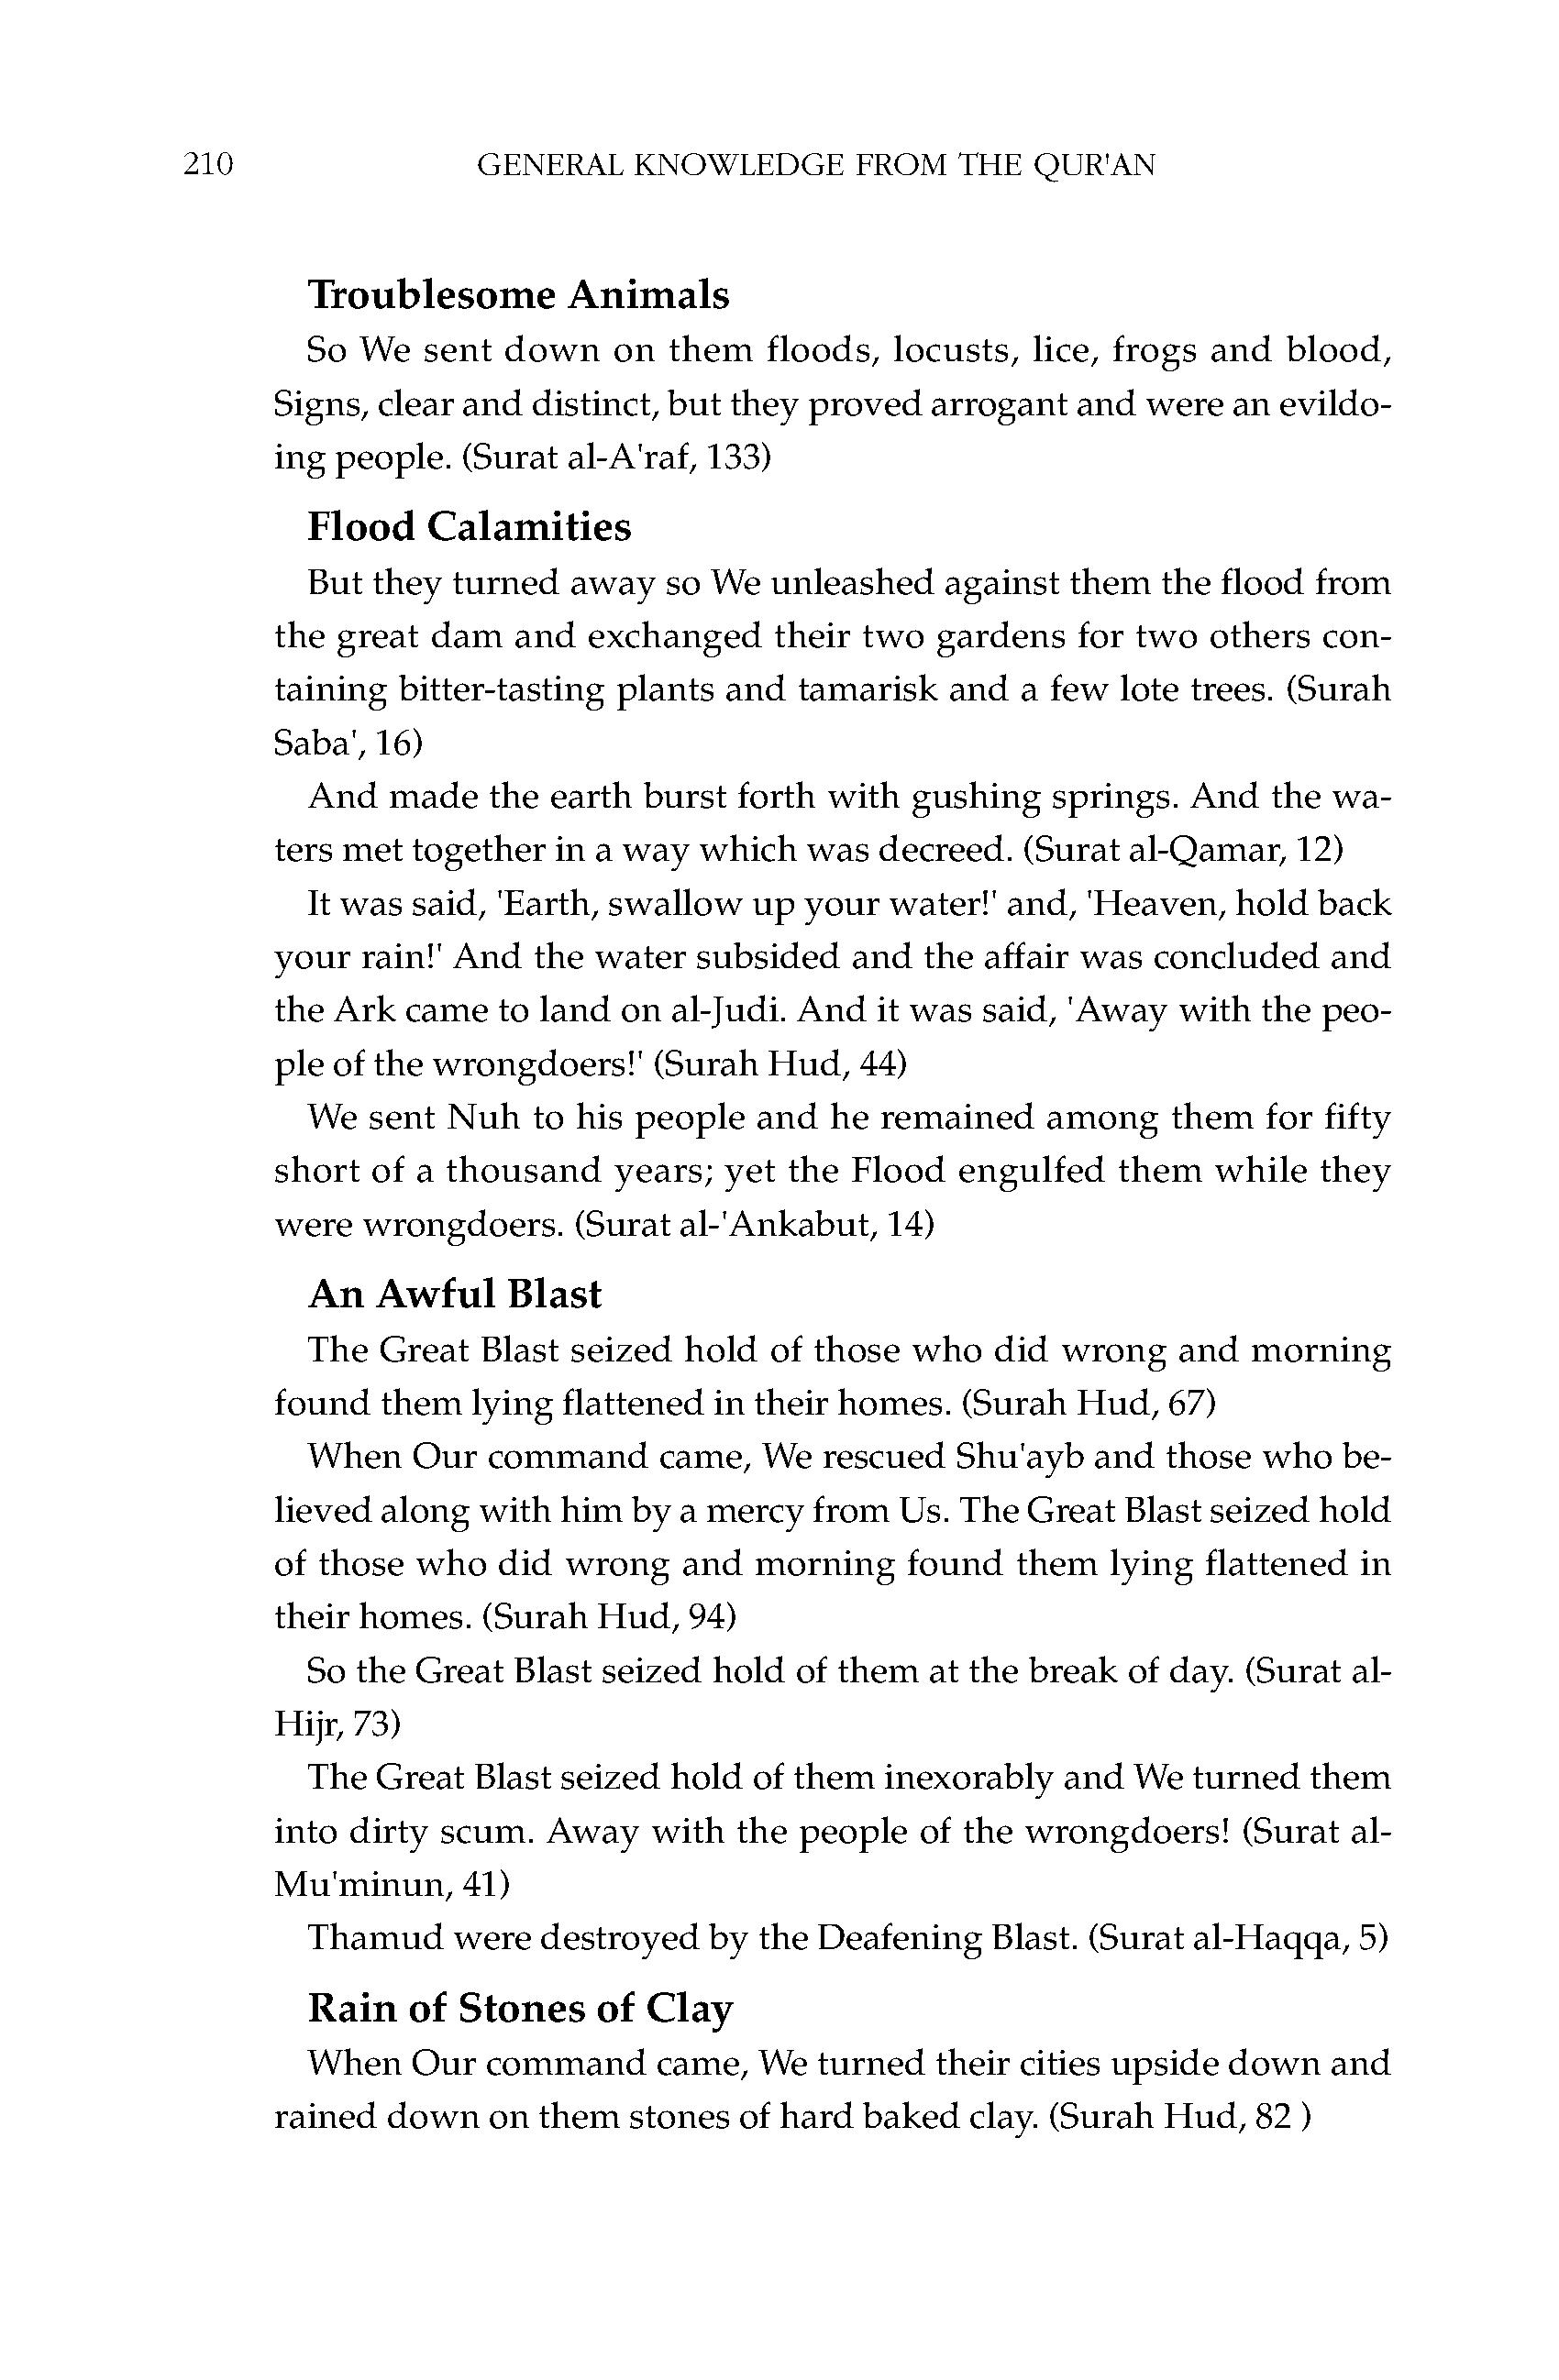 210 GENERAL KNOWLEDGE FROM THE QUR'AN
Troublesome Animals
So We sent down on them floods, locusts, lice, frogs and blood,
Signs, clear and distinct, but they proved arrogant and were an evildo-
ing people. (Surat al-A'raf, 133)
Flood Calamities
But they turned away so We unleashed against them the flood from
the great dam and exchanged their two gardens for two others con-
taining bitter-tasting plants and tamarisk and a few lote trees. (Surah
Saba', 16)
And made the earth burst forth with gushing springs. And the wa-
ters met together in a way which was decreed. (Surat al-Qamar, 12)
It was said, 'Earth, swallow up your water!' and, 'Heaven, hold back
your rain!' And the water subsided and the affair was concluded and
the Ark came to land on al-Judi. And it was said, 'Away with the peo-
ple of the wrongdoers!' (Surah Hud, 44)
We sent Nuh to his people and he remained among them for fifty
short of a thousand years; yet the Flood engulfed them while they
were wrongdoers. (Surat al-'Ankabut, 14)
An Awful Blast
The Great Blast seized hold of those who did wrong and morning
found them lying flattened in their homes. (Surah Hud, 67)
When Our command came, We rescued Shu'ayb and those who be-
lieved along with him by a mercy from Us. The Great Blast seized hold
of those who did wrong and morning found them lying flattened in
their homes. (Surah Hud, 94)
So the Great Blast seized hold of them at the break of day. (Surat al-
Hijr, 73)
The Great Blast seized hold of them inexorably and We turned them
into dirty scum. Away with the people of the wrongdoers! (Surat al-
Mu'minun, 41)
Thamud were destroyed by the Deafening Blast. (Surat al-Haqqa, 5)
Rain of Stones of Clay
When Our command came, We turned their cities upside down and
rained down on them stones of hard baked clay. (Surah Hud, 82 )